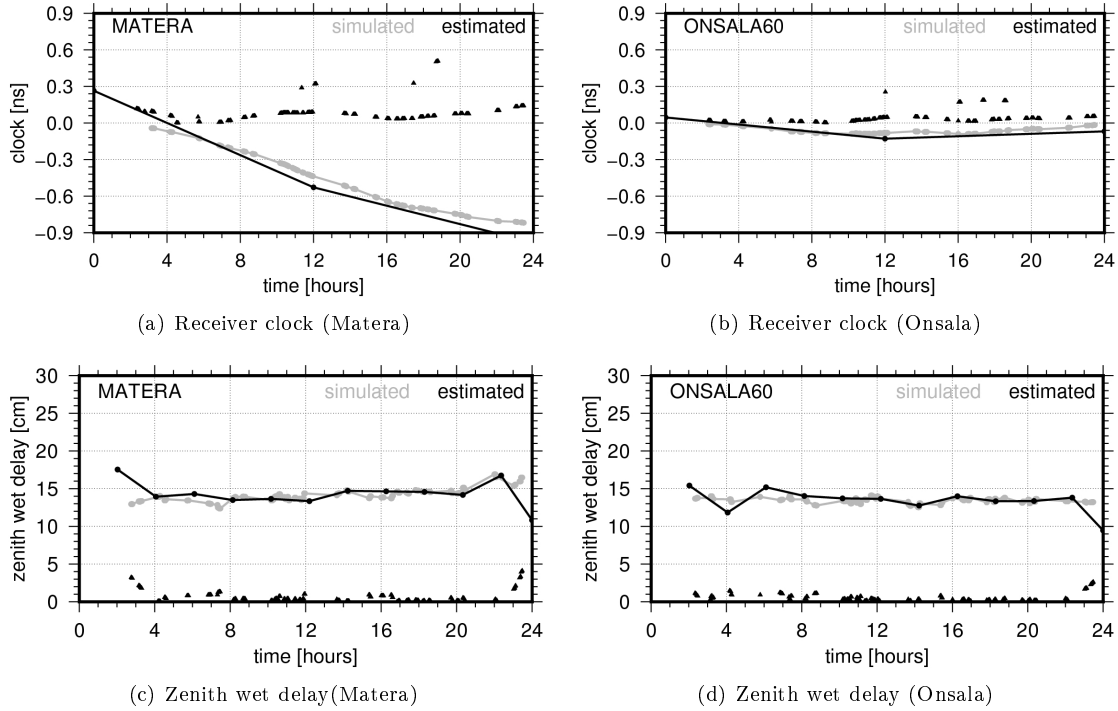 MATERA simulated estimated
0.9
0.6
0.3
0.0
−0.3
−0.6
−0.9
clock [ns]
0 4 8 12 16 20 24
time [hours]
(a) Receiver clock (Matera)
ONSALA60 simulated estimated
0.9
0.6
0.3
0.0
−0.3
−0.6
−0.9
clock [ns]
0 4 8 12 16 20 24
time [hours]
(b) Receiver clock (Onsala)
MATERA simulated estimated
30
25
20
15
10
5
0
zenith wet delay [cm]
0 4 8 12 16 20 24
time [hours]
(c) Zenith wet delay(Matera)
ONSALA60 simulated estimated
30
25
20
15
10
5
0
zenith wet delay [cm]
0 4 8 12 16 20 24
time [hours]
(d) Zenith wet delay (Onsala)